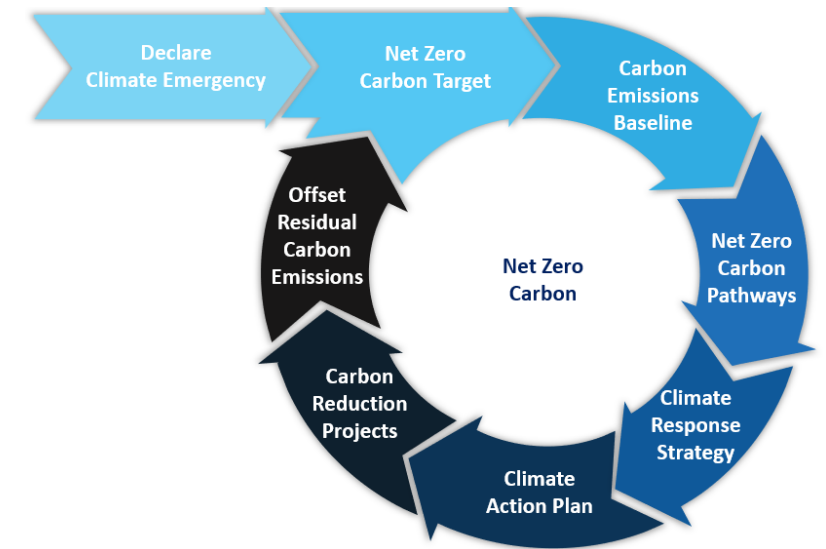 Declare
Climate Emergency
Net Zero
Carbon Target
Carbon
Emissions
Baseline
Net Zero
Carbon
Pathways
Climate
Response
Strategy
Climate
Action Plan
Carbon
Reduction
Projects
Offset
Residual
Carbon
Emissions
Net Zero
Carbon